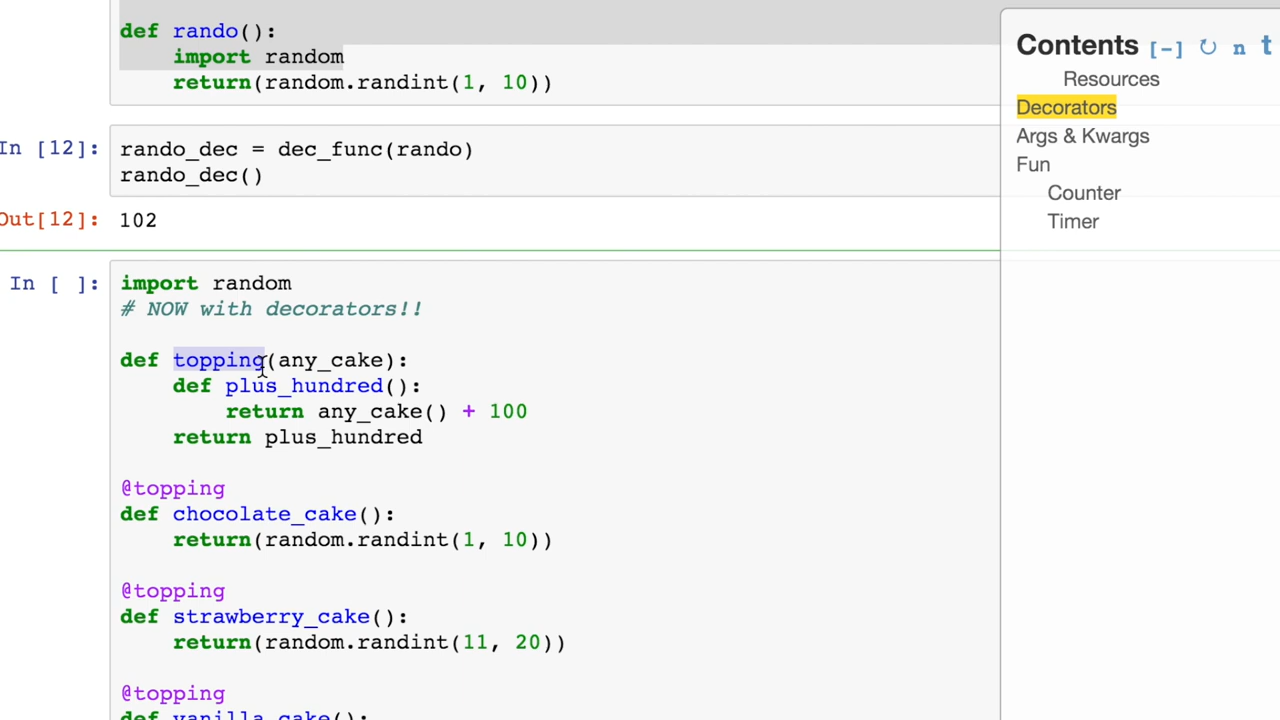 def rando():
    import random
    return(random.randint(1, 10))
In [12]:
rando_dec = dec_func(rando)
rando_dec()
Out[12]:
102
In [ ]:
import random
# NOW with decorators!!
def topping(any_cake):
    def plus_hundred():
        return any_cake() + 100
    return plus_hundred
@topping
def chocolate_cake():
    return(random.randint(1, 10))
@topping
def strawberry_cake():
    return(random.randint(11, 20))
@topping
def vanilla_cake():
Contents [-] ↻ n t
Resources
Decorators
Args & Kwargs
Fun
Counter
Timer